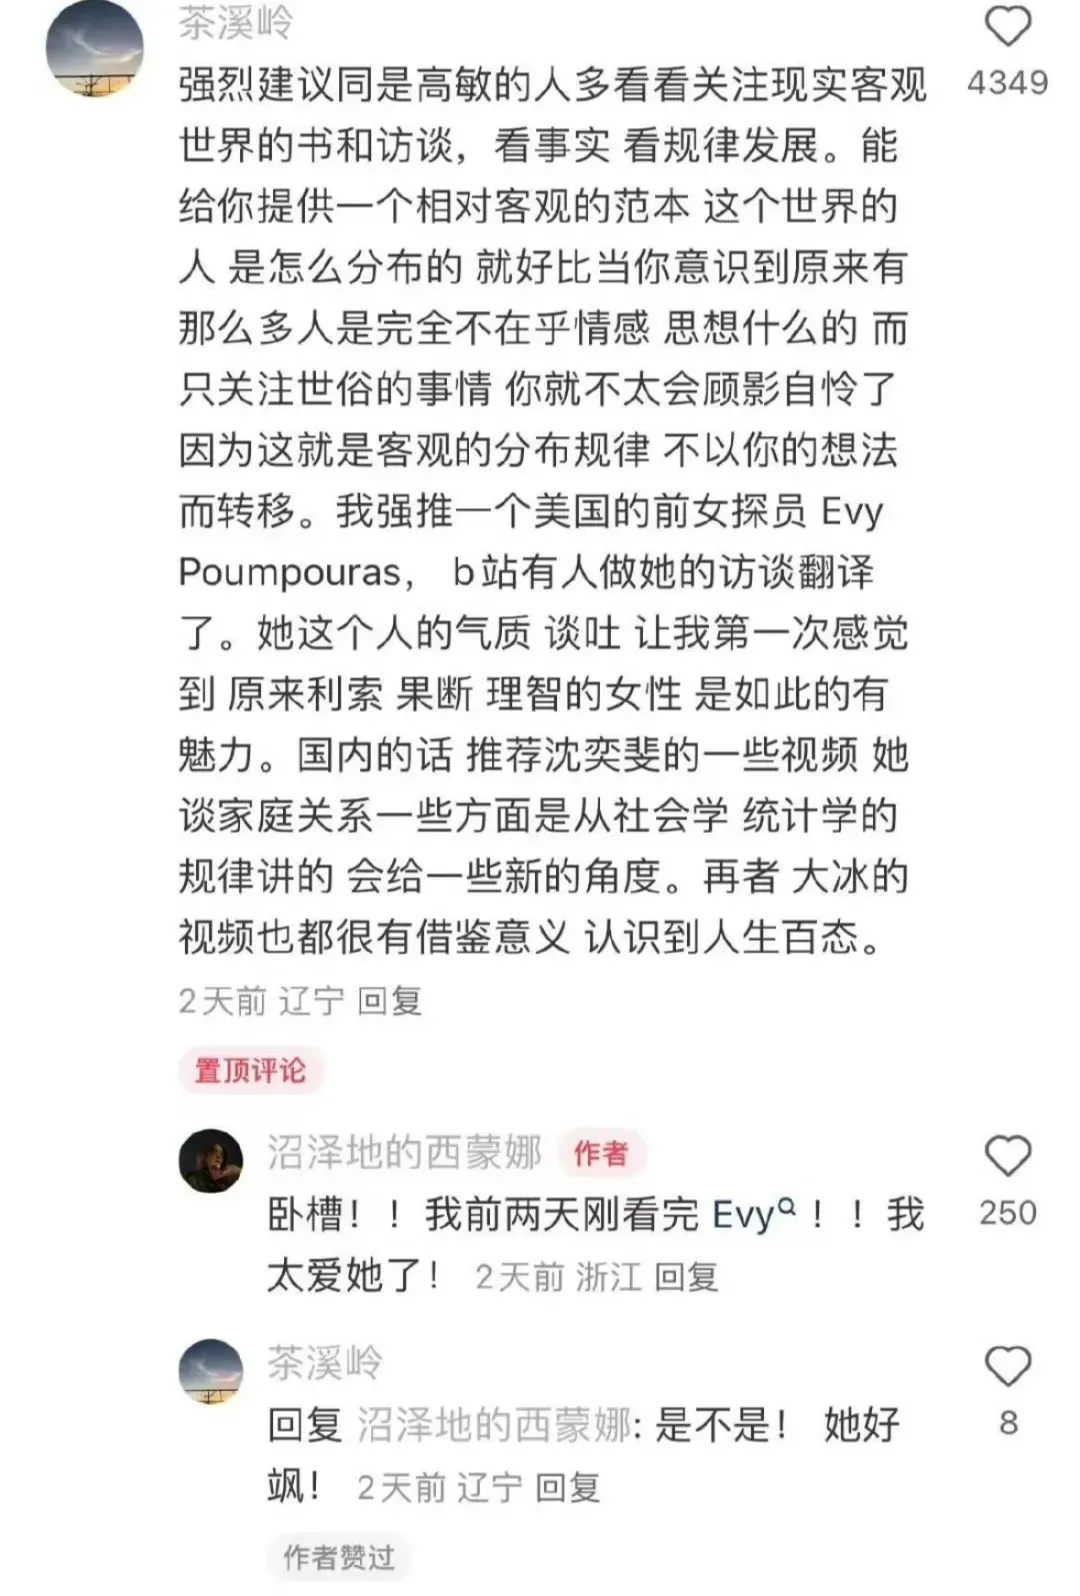 茶溪岭
强烈建议同是高敏的人多看看关注现实客观
4349
世界的书和访谈，看事实 看规律发展。能
给你提供一个相对客观的范本 这个世界的
人 是怎么分布的 就好比当你意识到原来有
那么多人是完全不在乎情感 思想什么的 而
只关注世俗的事情 你就不太会顾影自怜了
因为这就是客观的分布规律 不以你的想法
而转移。我强推一个美国的前女探员 Evy
Poumpouras， b站有人做她的访谈翻译
了。她这个人的气质 谈吐 让我第一次感觉
到 原来利索 果断 理智的女性 是如此的有
魅力。国内的话 推荐沈奕斐的一些视频 她
谈家庭关系一些方面是从社会学 统计学的
规律讲的 会给一些新的角度。再者 大冰的
视频也都很有借鉴意义 认识到人生百态。
2天前 辽宁 回复
置顶评论
沼泽地的西蒙娜 作者
卧槽！！我前两天刚看完 Evy！！我
250
太爱她了！ 2天前 浙江 回复
茶溪岭
回复 沼泽地的西蒙娜: 是不是！ 她好
8
飒！ 2天前 辽宁 回复
作者赞过